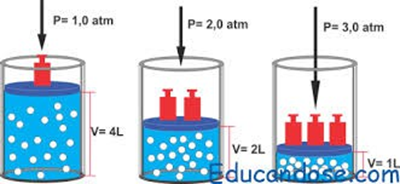 P= 1,0 atm
P= 2,0 atm
P= 3,0 atm
V= 4L
V= 2L
V= 1L
Educandose.com